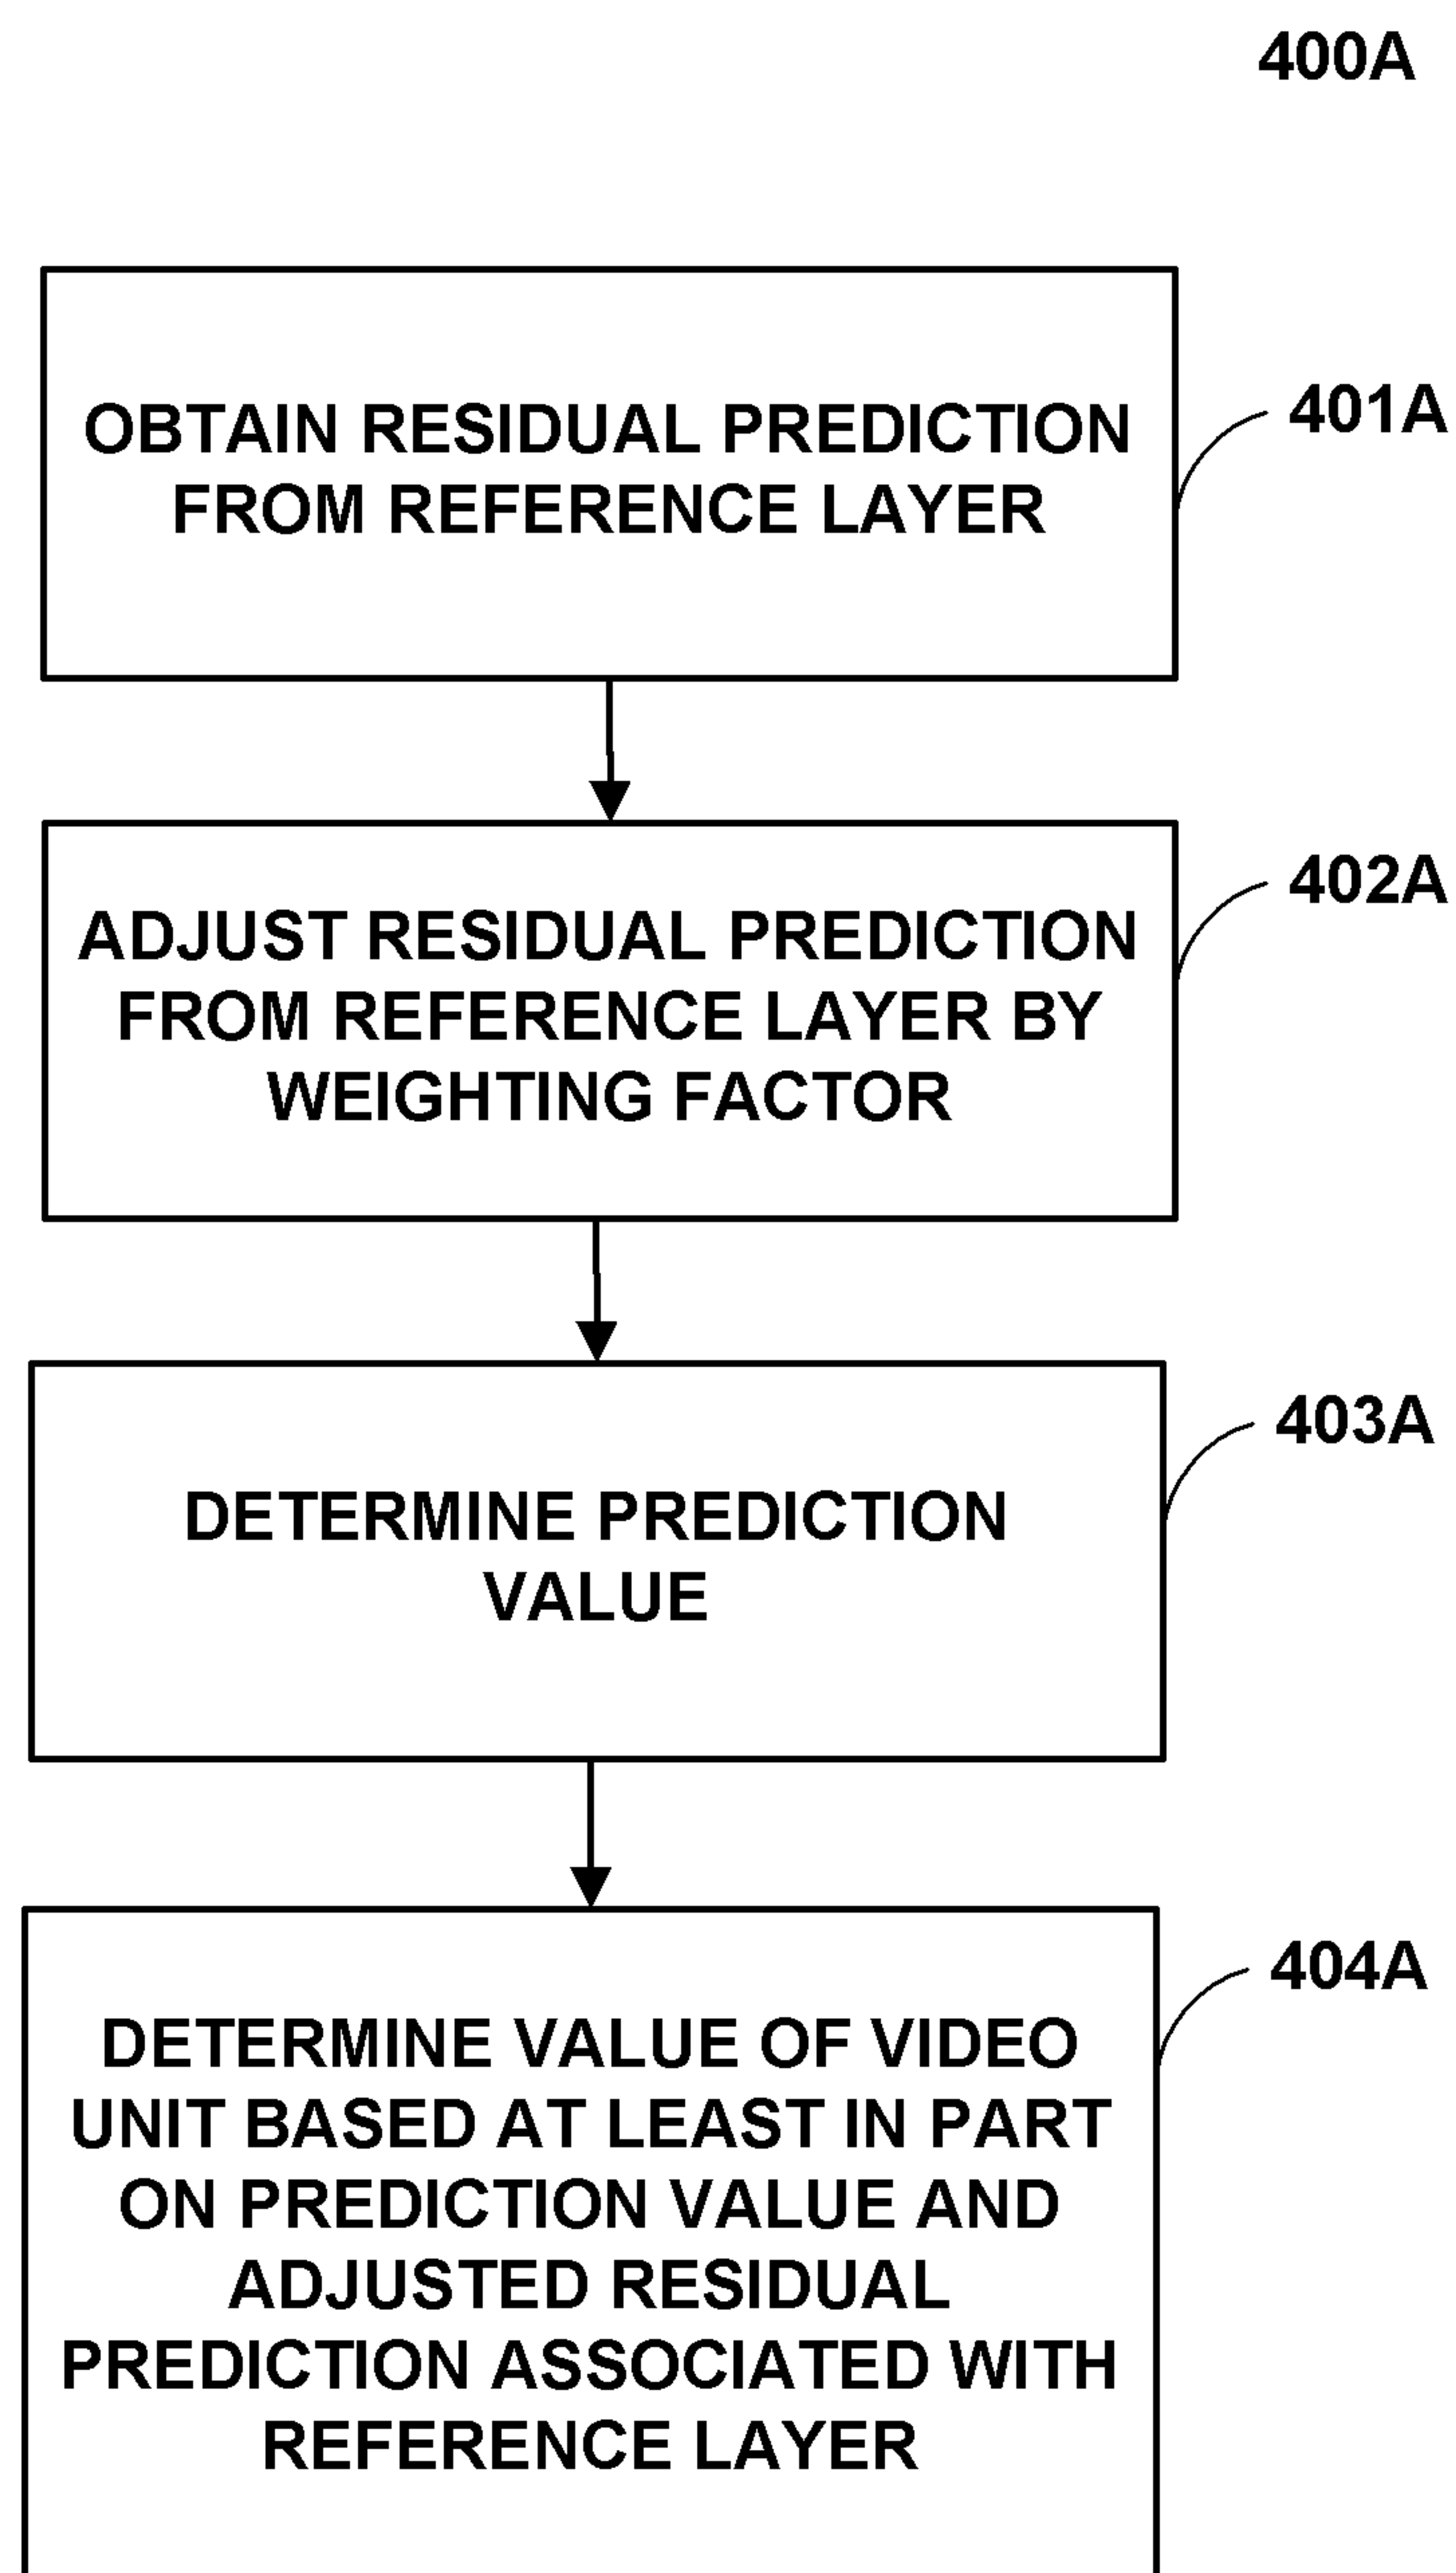 400A
OBTAIN RESIDUAL PREDICTION
FROM REFERENCE LAYER
401A
ADJUST RESIDUAL PREDICTION
FROM REFERENCE LAYER BY
WEIGHTING FACTOR
402A
DETERMINE PREDICTION
VALUE
403A
DETERMINE VALUE OF VIDEO
UNIT BASED AT LEAST IN PART
ON PREDICTION VALUE AND
ADJUSTED RESIDUAL
PREDICTION ASSOCIATED WITH
REFERENCE LAYER
404A